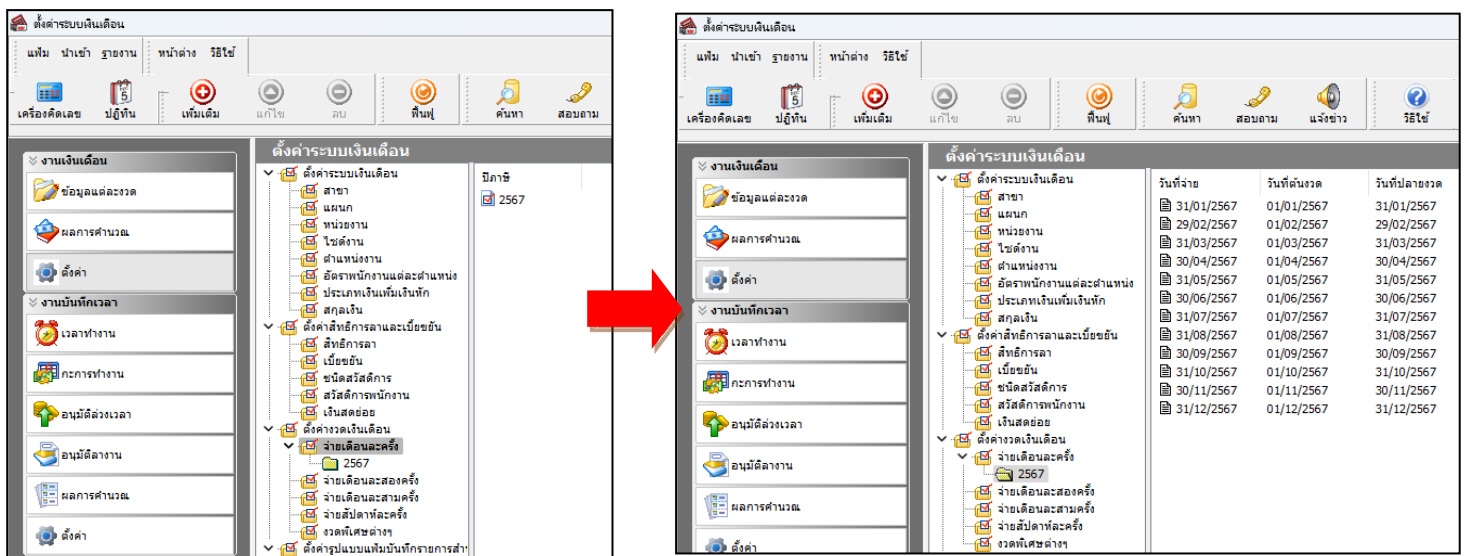 ตั้งค่าระบบเงินเดือน
แฟ้ม นำเข้า รายงาน หน้าต่าง วิธีใช้
เครื่องคิดเลข ปฏิทิน เพิ่มเติม แก้ไข ลบ ฟื้นฟู ค้นหา สอบถาม
งานเงินเดือน
ข้อมูลแต่ละงวด
ผลการคำนวณ
ตั้งค่า
งานบันทึกเวลา
เวลาทำงาน
กะการทำงาน
อนุมัติล่วงเวลา
อนุมัติลางาน
ผลการคำนวณ
ตั้งค่า
ตั้งค่าระบบเงินเดือน
ตั้งค่าระบบเงินเดือน
สาขา
แผนก
หน่วยงาน
ไซด์งาน
ตำแหน่งงาน
อัตราพนักงานแต่ละตำแหน่ง
ประเภทเงินเพิ่มเงินหัก
สกุลเงิน
ตั้งค่าสิทธิการลาและเบี้ยขยัน
สิทธิการลา
เบี้ยขยัน
ชนิดสวัสดิการ
สวัสดิการพนักงาน
เงินสดย่อย
ตั้งค่างวดเงินเดือน
จ่ายเดือนละครั้ง
2567
จ่ายเดือนละสองครั้ง
จ่ายเดือนละสามครั้ง
จ่ายสัปดาห์ละครั้ง
งวดพิเศษต่างๆ
ตั้งค่ารูปแบบแฟ้มบันทึกรายการสำ
ปีภาษี
2567
ตั้งค่าระบบเงินเดือน
แฟ้ม นำเข้า รายงาน หน้าต่าง วิธีใช้
เครื่องคิดเลข ปฏิทิน เพิ่มเติม แก้ไข ลบ ฟื้นฟู ค้นหา สอบถาม แจ้งข่าว วิธีใช้
งานเงินเดือน
ข้อมูลแต่ละงวด
ผลการคำนวณ
ตั้งค่า
งานบันทึกเวลา
เวลาทำงาน
กะการทำงาน
อนุมัติล่วงเวลา
อนุมัติลางาน
ผลการคำนวณ
ตั้งค่า
ตั้งค่าระบบเงินเดือน
ตั้งค่าระบบเงินเดือน
สาขา
แผนก
หน่วยงาน
ไซด์งาน
ตำแหน่งงาน
อัตราพนักงานแต่ละตำแหน่ง
ประเภทเงินเพิ่มเงินหัก
สกุลเงิน
ตั้งค่าสิทธิการลาและเบี้ยขยัน
สิทธิการลา
เบี้ยขยัน
ชนิดสวัสดิการ
สวัสดิการพนักงาน
เงินสดย่อย
ตั้งค่างวดเงินเดือน
จ่ายเดือนละครั้ง
2567
จ่ายเดือนละสองครั้ง
จ่ายเดือนละสามครั้ง
จ่ายสัปดาห์ละครั้ง
งวดพิเศษต่างๆ
วันที่จ่าย วันที่ต้นงวด วันที่ปลายงวด
31/01/2567 01/01/2567 31/01/2567
29/02/2567 01/02/2567 29/02/2567
31/03/2567 01/03/2567 31/03/2567
30/04/2567 01/04/2567 30/04/2567
31/05/2567 01/05/2567 31/05/2567
30/06/2567 01/06/2567 30/06/2567
31/07/2567 01/07/2567 31/07/2567
31/08/2567 01/08/2567 31/08/2567
30/09/2567 01/09/2567 30/09/2567
31/10/2567 01/10/2567 31/10/2567
30/11/2567 01/11/2567 30/11/2567
31/12/2567 01/12/2567 31/12/2567